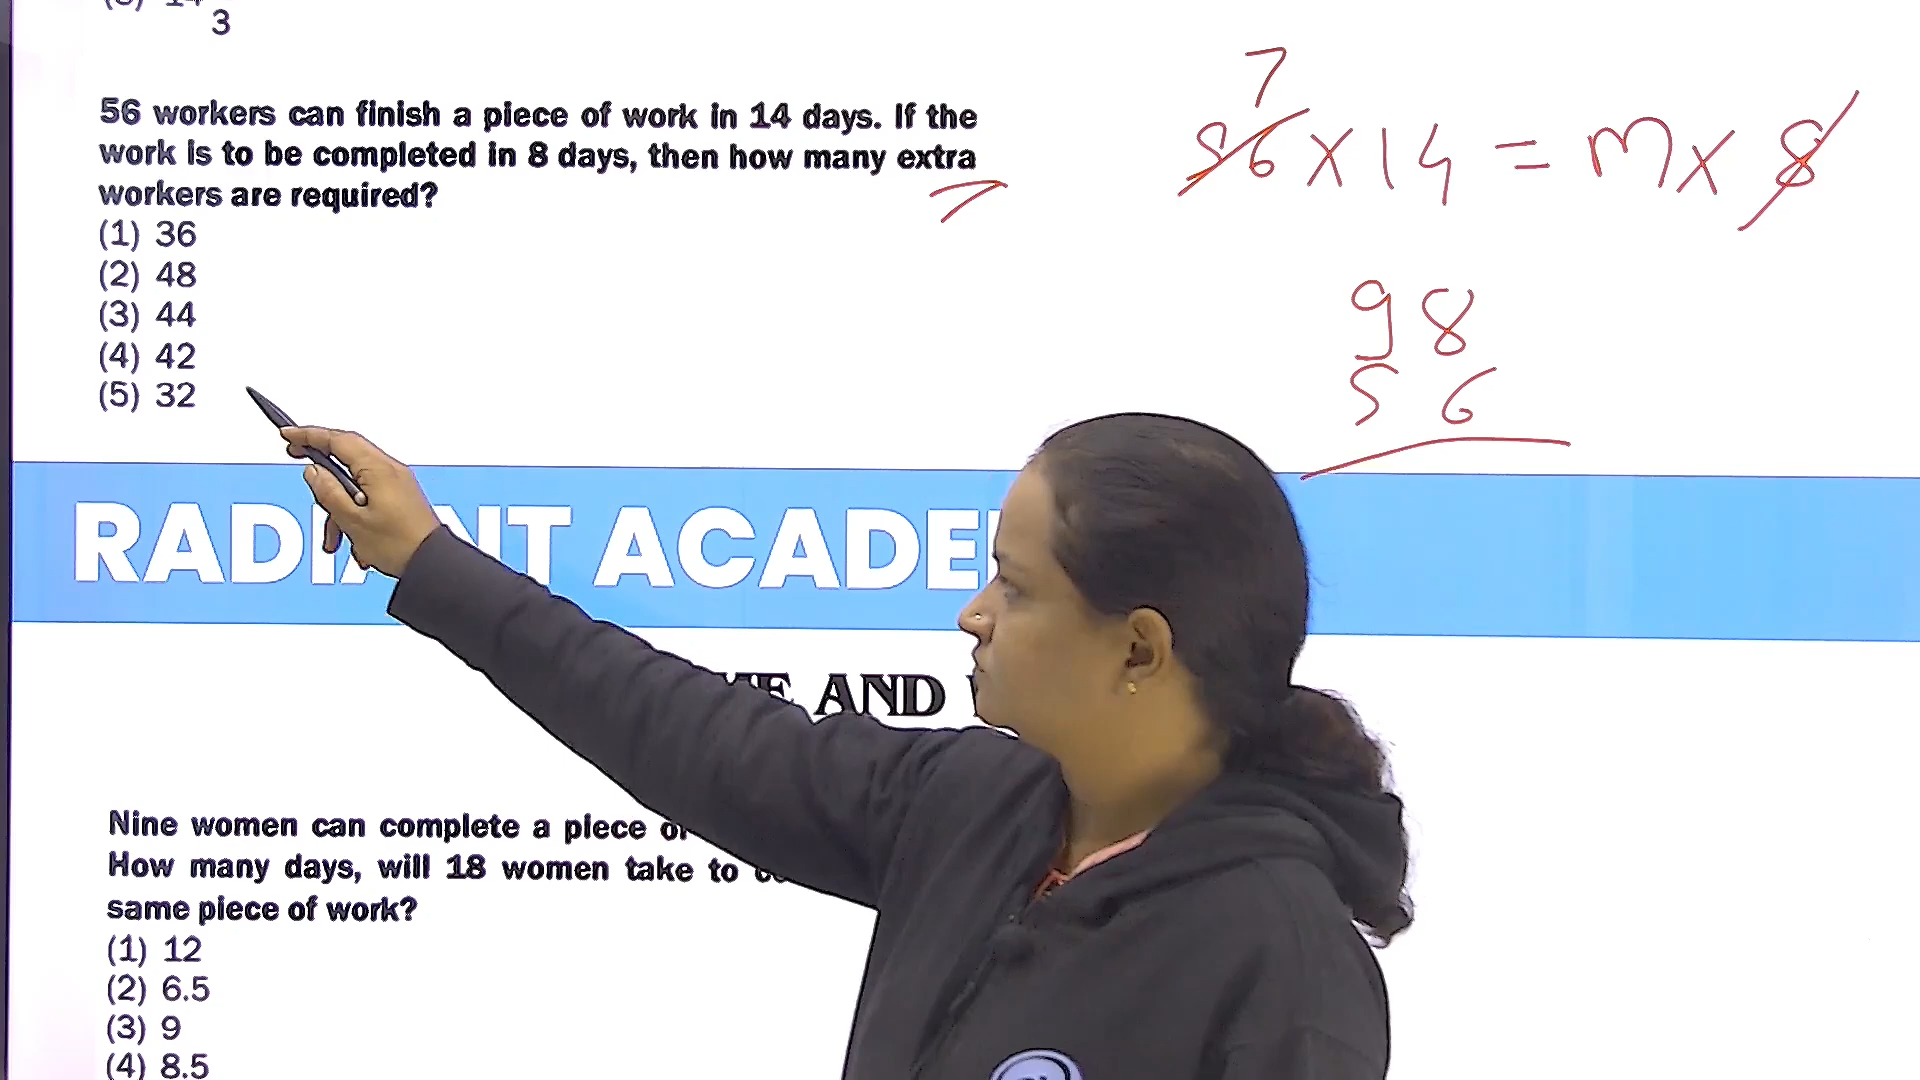 3
56 workers can finish a piece of work in 14 days. If the
work is to be completed in 8 days, then how many extra
workers are required?
(1) 36
(2) 48
(3) 44
(4) 42
(5) 32
7
56 x 14 = m x 8
98
56
RADIANT ACADE
AND
Nine women can complete a piece of
How many days, will 18 women take to
same piece of work?
(1) 12
(2) 6.5
(3) 9
(4) 8.5